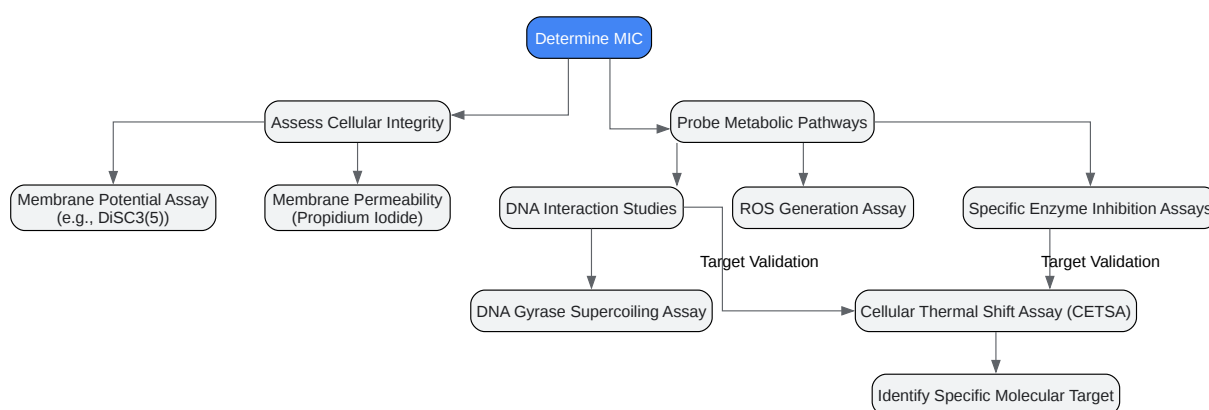 Determine MIC
Assess Cellular Integrity
Probe Metabolic Pathways
Membrane Potential Assay
(e.g., DiSC3(5))
Membrane Permeability
(Propidium Iodide)
DNA Interaction Studies
ROS Generation Assay
Specific Enzyme Inhibition Assays
Target Validation
Target Validation
DNA Gyrase Supercoiling Assay
Cellular Thermal Shift Assay (CETSA)
Identify Specific Molecular Target